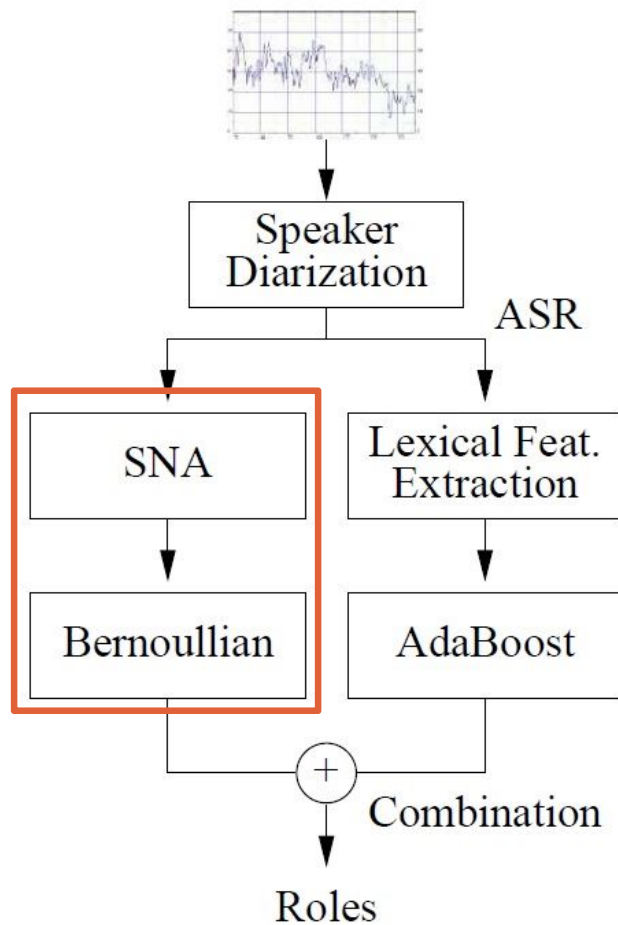 Speaker
Diarization
ASR
SNA
Lexical Feat.
Extraction
Bernoullian
AdaBoost
+
Combination
Roles